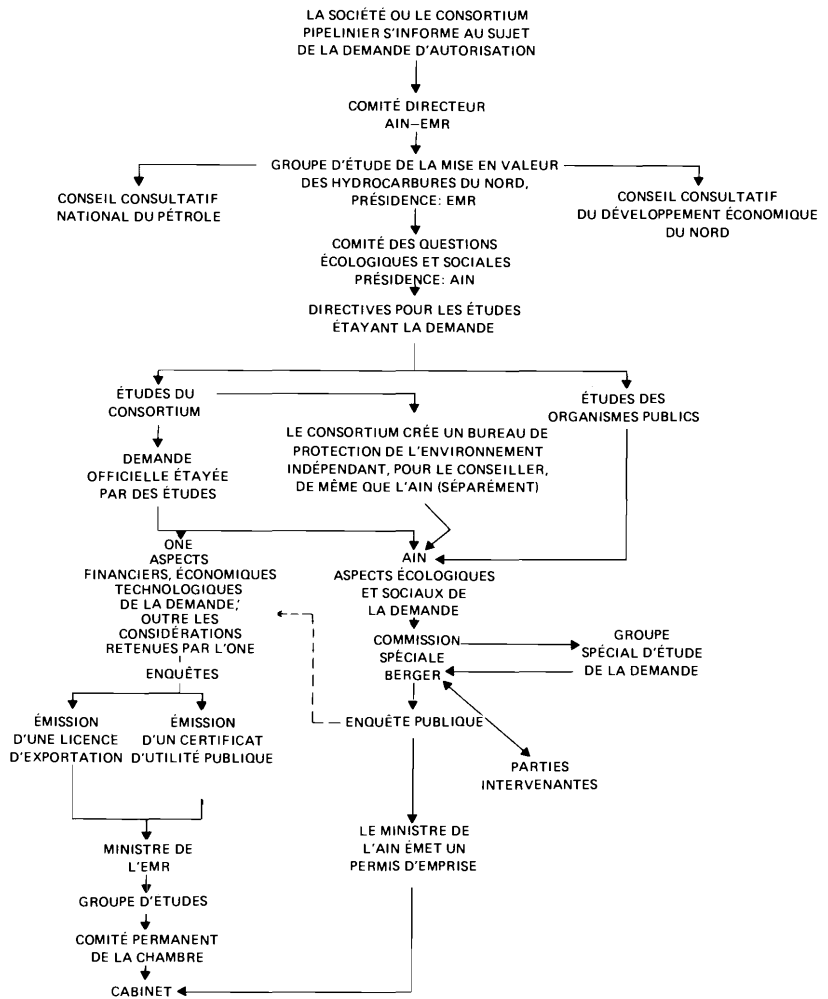 LA SOCIÉTÉ OU LE CONSORTIUM
PIPELINIER S'INFORME AU SUJET
DE LA DEMANDE D'AUTORISATION
COMITÉ DIRECTEUR
AIN–EMR
GROUPE D'ÉTUDE DE LA MISE EN VALEUR
DES HYDROCARBURES DU NORD,
PRÉSIDENCE: EMR
CONSEIL CONSULTATIF
NATIONAL DU PÉTROLE
CONSEIL CONSULTATIF
DU DÉVELOPPEMENT ÉCONOMIQUE
DU NORD
COMITÉ DES QUESTIONS
ÉCOLOGIQUES ET SOCIALES
PRÉSIDENCE: AIN
DIRECTIVES POUR LES ÉTUDES
ÉTAYANT LA DEMANDE
ÉTUDES DU
CONSORTIUM
ÉTUDES DES
ORGANISMES PUBLICS
LE CONSORTIUM CRÉE UN BUREAU DE
PROTECTION DE L'ENVIRONNEMENT
INDÉPENDANT, POUR LE CONSEILLER,
DE MÊME QUE L'AIN (SÉPARÉMENT)
DEMANDE
OFFICIELLE ÉTAYÉE
PAR DES ÉTUDES
ONE
ASPECTS
FINANCIERS, ÉCONOMIQUES
TECHNOLOGIQUES
DE LA DEMANDE,
OUTRE LES
CONSIDÉRATIONS
RETENUES PAR L'ONE
ENQUÊTES
AIN
ASPECTS ÉCOLOGIQUES
ET SOCIAUX DE
LA DEMANDE
COMMISSION
SPÉCIALE
BERGER
GROUPE
SPÉCIAL D'ÉTUDE
DE LA DEMANDE
ENQUÊTE PUBLIQUE
PARTIES
INTERVENANTES
ÉMISSION
D'UNE LICENCE
D'EXPORTATION
ÉMISSION
D'UN CERTIFICAT
D'UTILITÉ PUBLIQUE
LE MINISTRE DE
L'AIN ÉMET UN
PERMIS D'EMPRISE
MINISTRE DE
L'EMR
GROUPE D'ÉTUDES
COMITÉ PERMANENT
DE LA CHAMBRE
CABINET